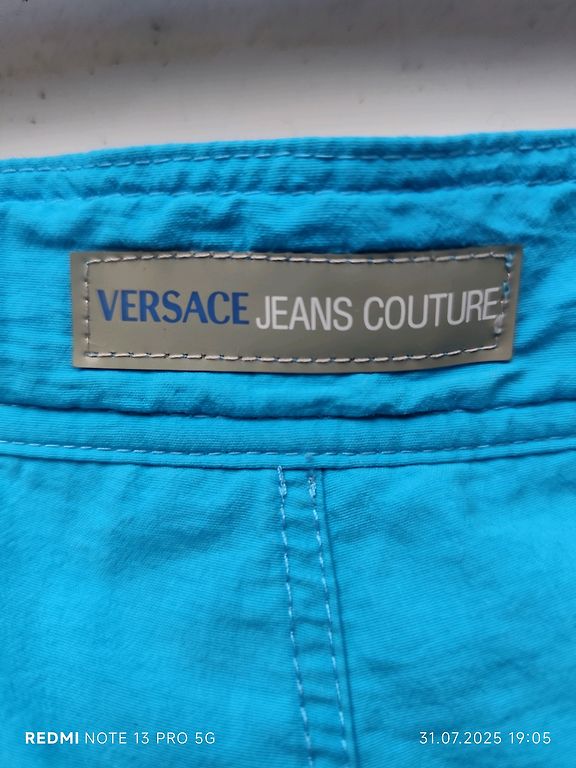 VERSACE JEANS COUTURE
REDMI NOTE 13 PRO 5G
31.07.2025 19:05